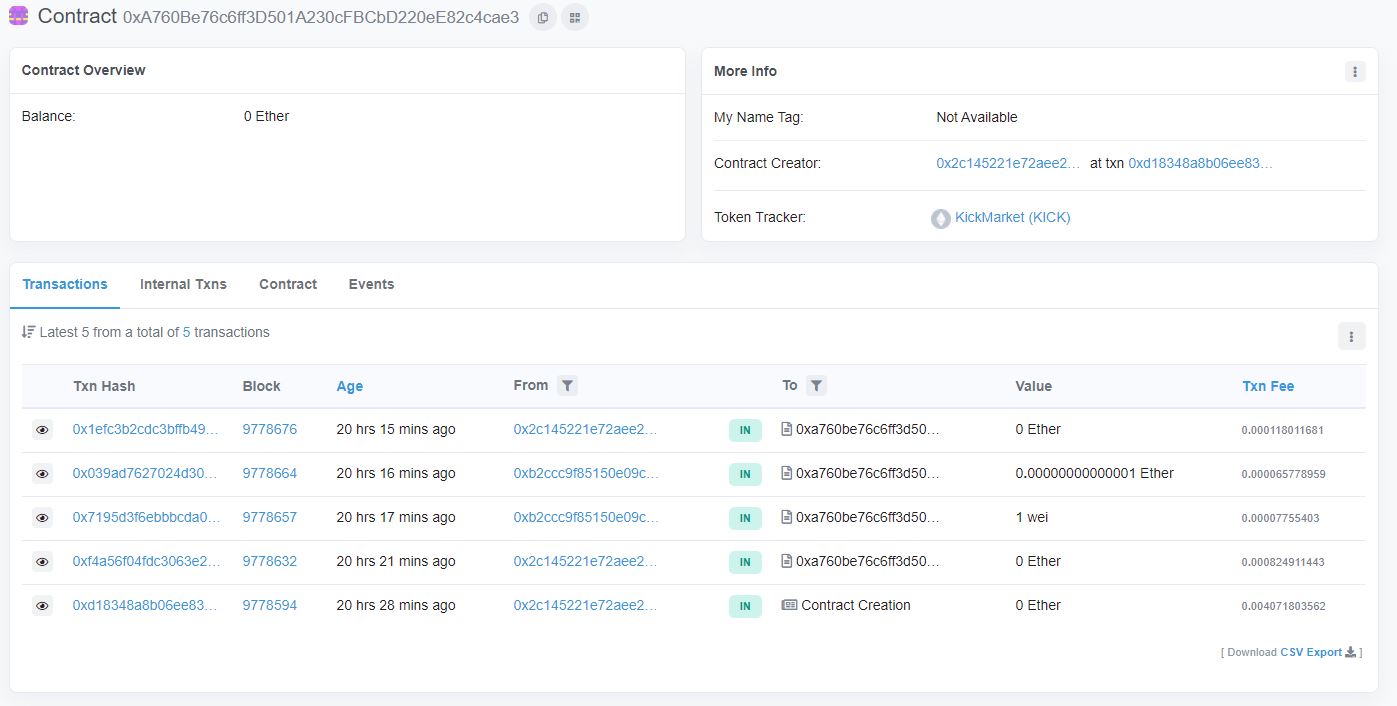 Contract 0xA760Be76c6ff3D501A230cFBCbD220eE82c4cae3
Contract Overview
Balance: 0 Ether
More Info
My Name Tag: Not Available
Contract Creator: 0x2c145221e72aee2... at txn 0xd18348a8b06ee83...
Token Tracker: KickMarket (KICK)
Transactions Internal Txns Contract Events
Latest 5 from a total of 5 transactions
Txn Hash Block Age From To Value Txn Fee
0x1efc3b2cdc3bffb49... 9778676 20 hrs 15 mins ago 0x2c145221e72aee2... IN 0xa760be76c6ff3d50... 0 Ether 0.000118011681
0x039ad7627024d30... 9778664 20 hrs 16 mins ago 0xb2ccc9f85150e09c... IN 0xa760be76c6ff3d50... 0.00000000000001 Ether 0.000065778959
0x7195d3f6ebbbcda0... 9778657 20 hrs 17 mins ago 0xb2ccc9f85150e09c... IN 0xa760be76c6ff3d50... 1 wei 0.00007755403
0xf4a56f04fdc3063e2... 9778632 20 hrs 21 mins ago 0x2c145221e72aee2... IN 0xa760be76c6ff3d50... 0 Ether 0.000824911443
0xd18348a8b06ee83... 9778594 20 hrs 28 mins ago 0x2c145221e72aee2... IN Contract Creation 0 Ether 0.004071803562
[ Download CSV Export ]